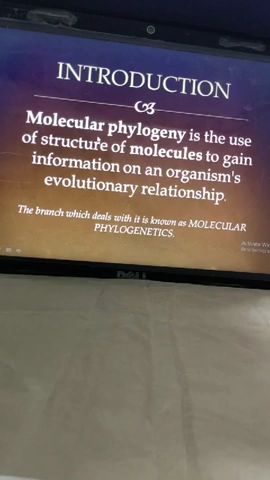 INTRODUCTION
Molecular phylogeny is the use
of structure of molecules to gain
information on an organism's
evolutionary relationship.
The branch which deals with it is known as MOLECULAR
PHYLOGENETICS.
DELL